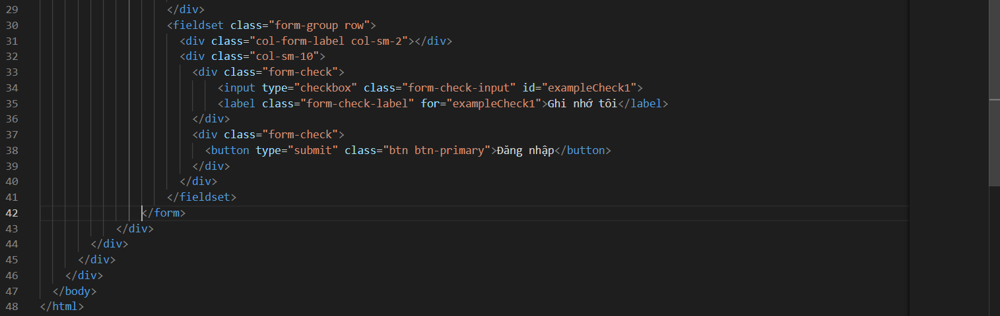 29 </div>
30 <fieldset class="form-group row">
31 <div class="col-form-label col-sm-2"></div>
32 <div class="col-sm-10">
33 <div class="form-check">
34 <input type="checkbox" class="form-check-input" id="exampleCheck1">
35 <label class="form-check-label" for="exampleCheck1">Ghi nhớ tôi</label>
36 </div>
37 <div class="form-check">
38 <button type="submit" class="btn btn-primary">Đăng nhập</button>
39 </div>
40 </div>
41 </fieldset>
42 </form>
43 </div>
44 </div>
45 </div>
46 </div>
47 </body>
48 </html>